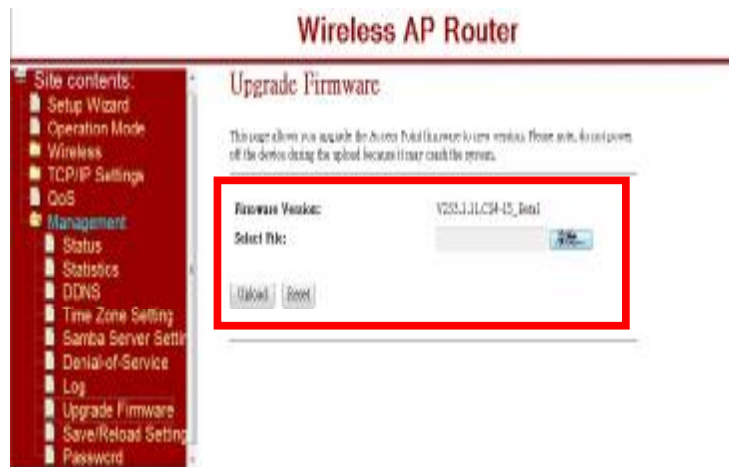 Wireless AP Router
Site contents:
Setup Wizard
Operation Mode
Wireless
TCP/IP Settings
QoS
Management
Status
Statistics
DDNS
Time Zone Setting
Samba Server Settin
Denial-of-Service
Log
Upgrade Firmware
Save/Reload Setting
Password
Upgrade Firmware
This page allows you upgrade the Access Point firmware to new version. Please note, do not power
off the device during the upload because it may crash the system.
Firmware Version:
Select File:
Upload Reset